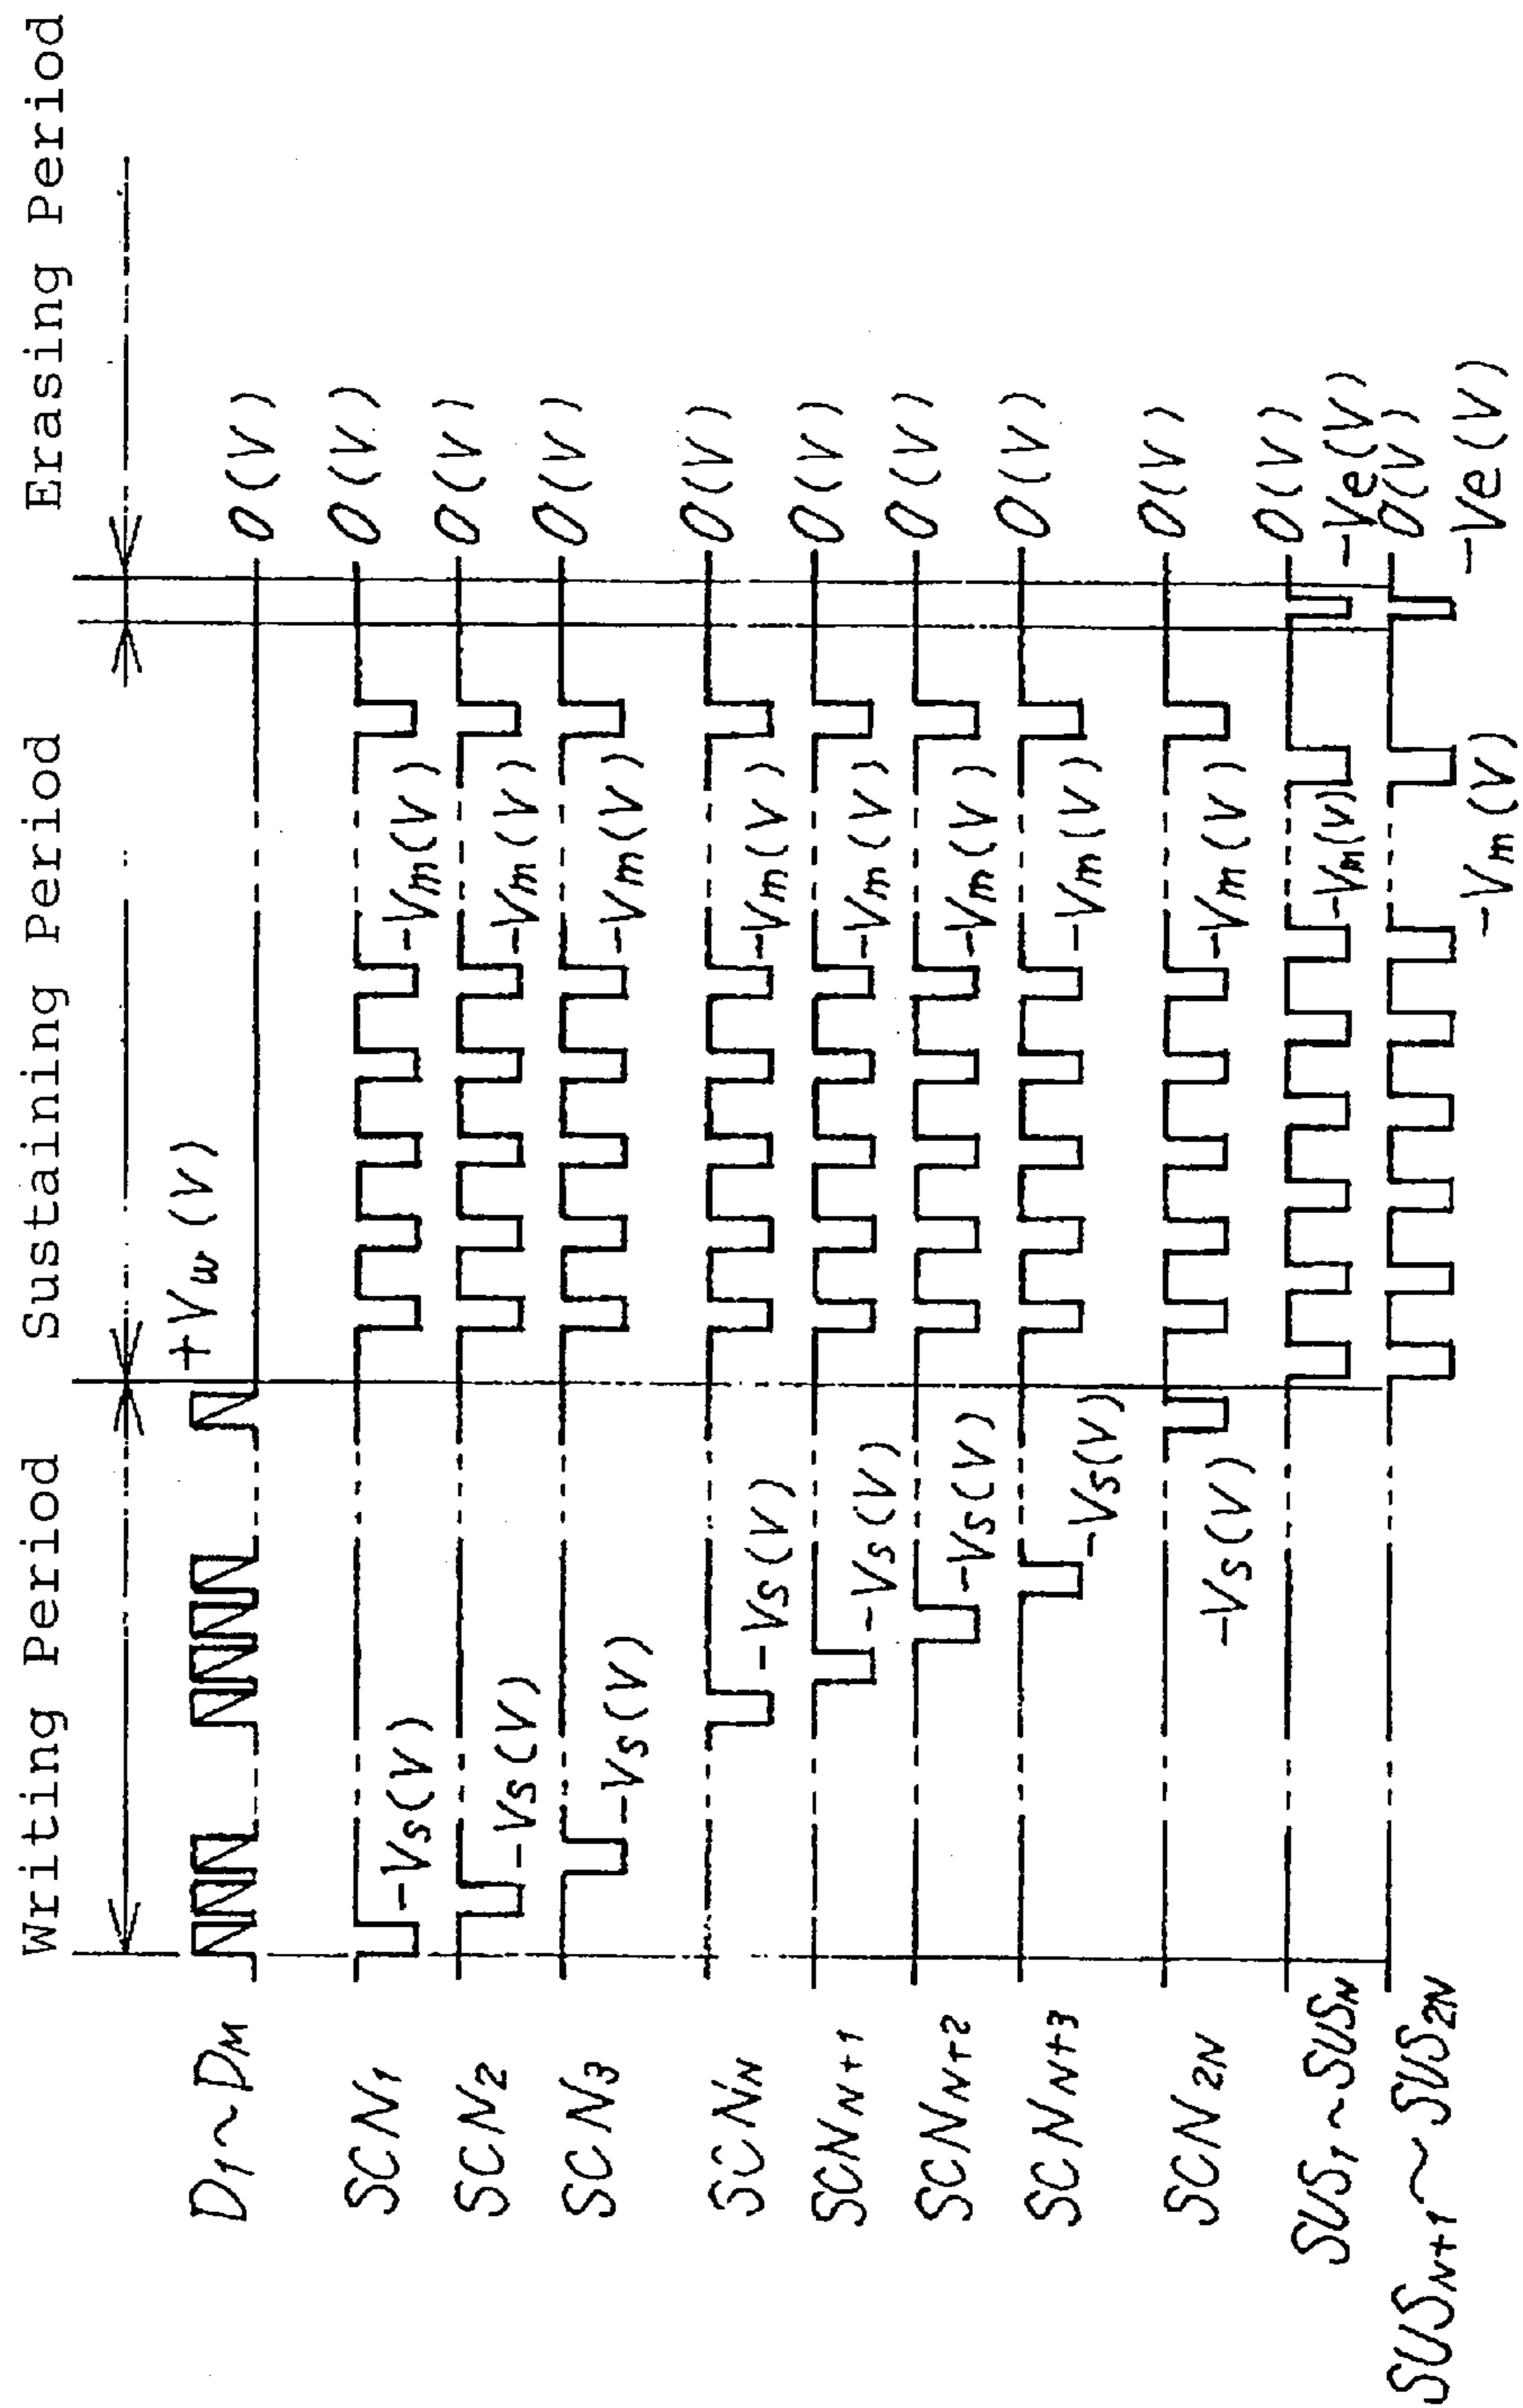 Writing Period Sustaining Period Erasing Period
D1~DM +Vw(V) 0(V)
SCN1 -Vs(V) -Vm(V) 0(V)
SCN2 -Vs(V) -Vm(V) 0(V)
SCN3 -Vs(V) -Vm(V) 0(V)
SCNN -Vs(V) -Vm(V) 0(V)
SCNN+1 -Vs(V) -Vm(V) 0(V)
SCNN+2 -Vs(V) -Vm(V) 0(V)
SCNN+3 -Vs(V) -Vm(V) 0(V)
SCN2N -Vs(V) -Vm(V) 0(V)
SUS1~SUSN -Vm(V) 0(V)
-Ve(V)
SUSN+1~SUS2N -Vm(V) 0(V)
-Ve(V)